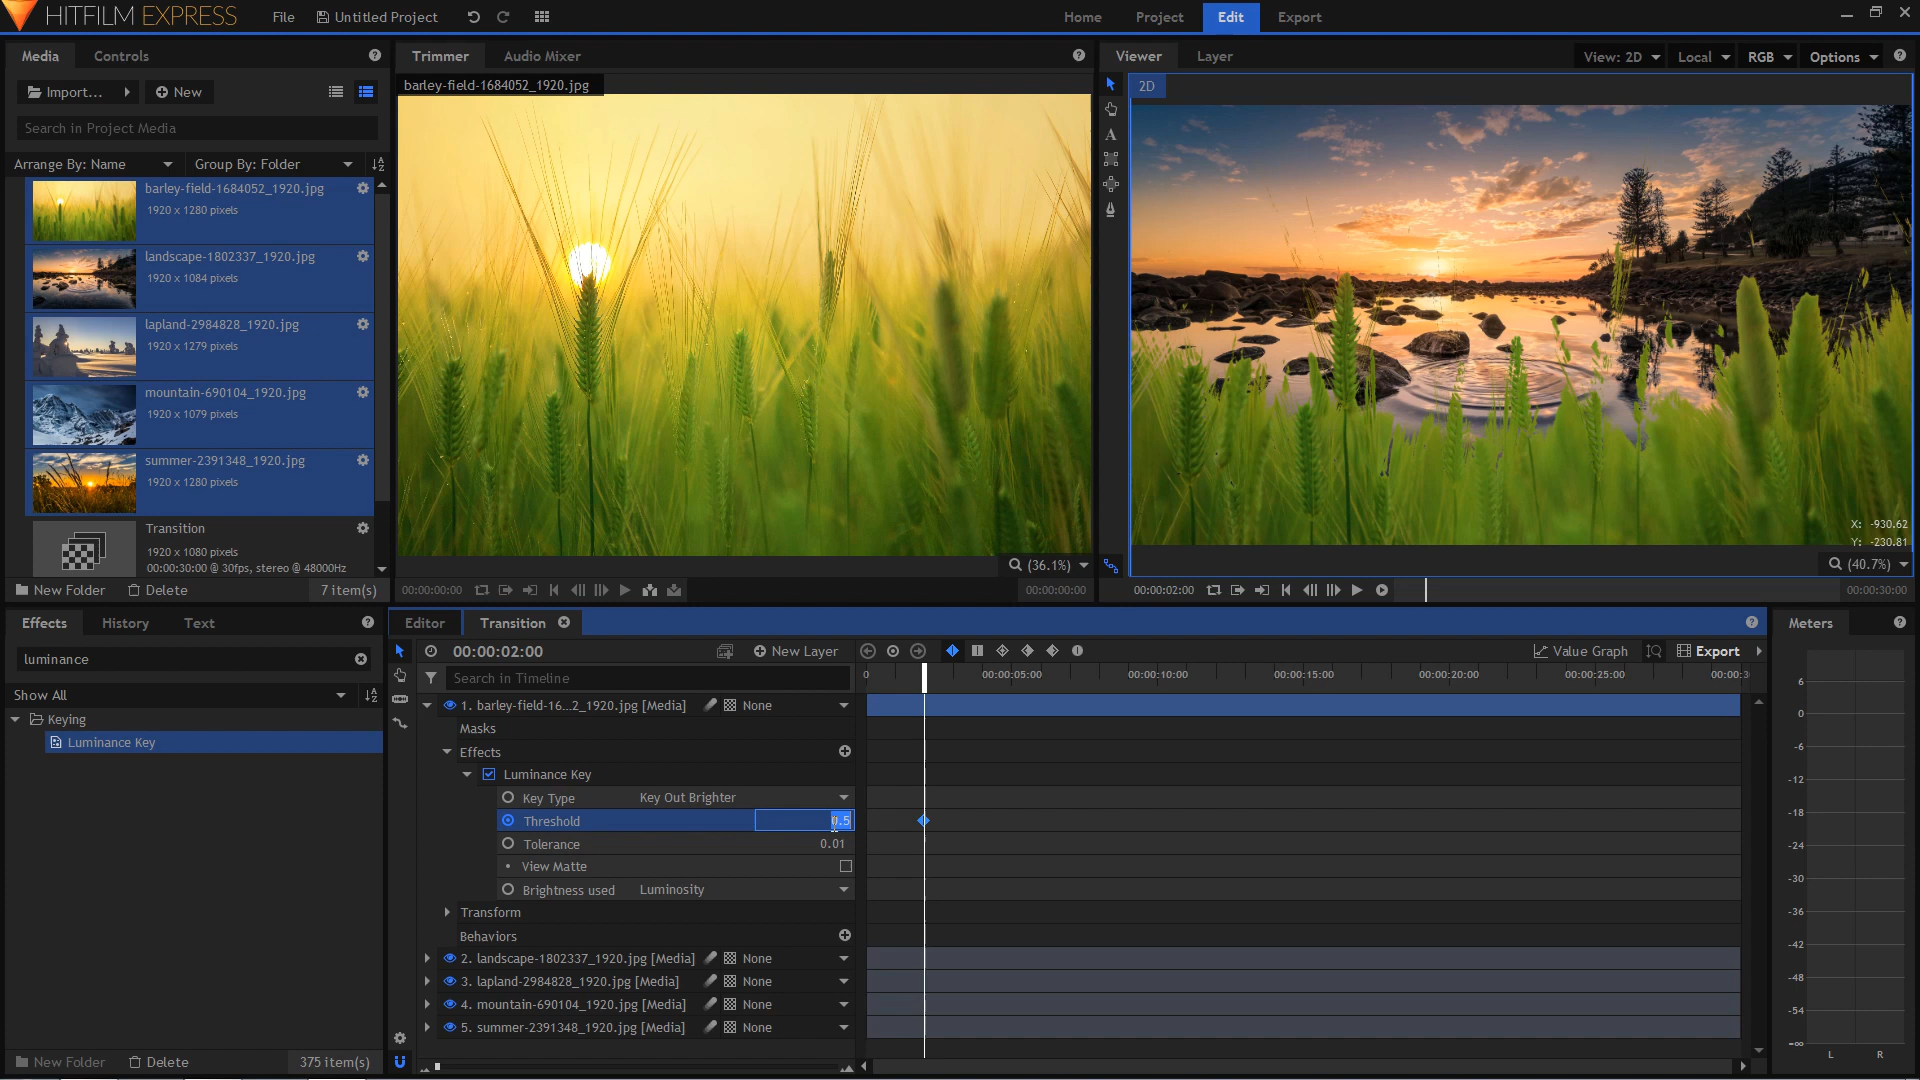 HITFILM EXPRESS
File
Untitled Project
Home
Project
Edit
Export
Media
Controls
Import...
New
Search in Project Media
Arrange By: Name
Group By: Folder
barley-field-1684052_1920.jpg
1920 x 1280 pixels
landscape-1802337_1920.jpg
1920 x 1084 pixels
lapland-2984828_1920.jpg
1920 x 1279 pixels
mountain-690104_1920.jpg
1920 x 1079 pixels
summer-2391348_1920.jpg
1920 x 1280 pixels
Transition
1920 x 1080 pixels
00:00:30:00 @ 30fps, stereo @ 48000Hz
New Folder
Delete
7 item(s)
Trimmer
Audio Mixer
barley-field-1684052_1920.jpg
(36.1%)
00:00:00:00
00:00:00:00
Viewer
Layer
View: 2D
Local
RGB
Options
2D
X: -930.62
Y: -230.81
(40.7%)
00:00:02:00
00:00:30:00
Effects
History
Text
luminance
Show All
Keying
Luminance Key
New Folder
Delete
375 item(s)
Editor
Transition
00:00:02:00
New Layer
Value Graph
Export
Search in Timeline
0
00:00:05:00
00:00:10:00
00:00:15:00
00:00:20:00
00:00:25:00
00:00:3
1. barley-field-16...2_1920.jpg [Media]
None
Masks
Effects
Luminance Key
Key Type
Key Out Brighter
Threshold
0.5
Tolerance
0.01
View Matte
Brightness used
Luminosity
Transform
Behaviors
2. landscape-1802337_1920.jpg [Media]
None
3. lapland-2984828_1920.jpg [Media]
None
4. mountain-690104_1920.jpg [Media]
None
5. summer-2391348_1920.jpg [Media]
None
Meters
6
0
-6
-12
-18
-24
-30
-36
-42
-48
-54
-∞
L
R